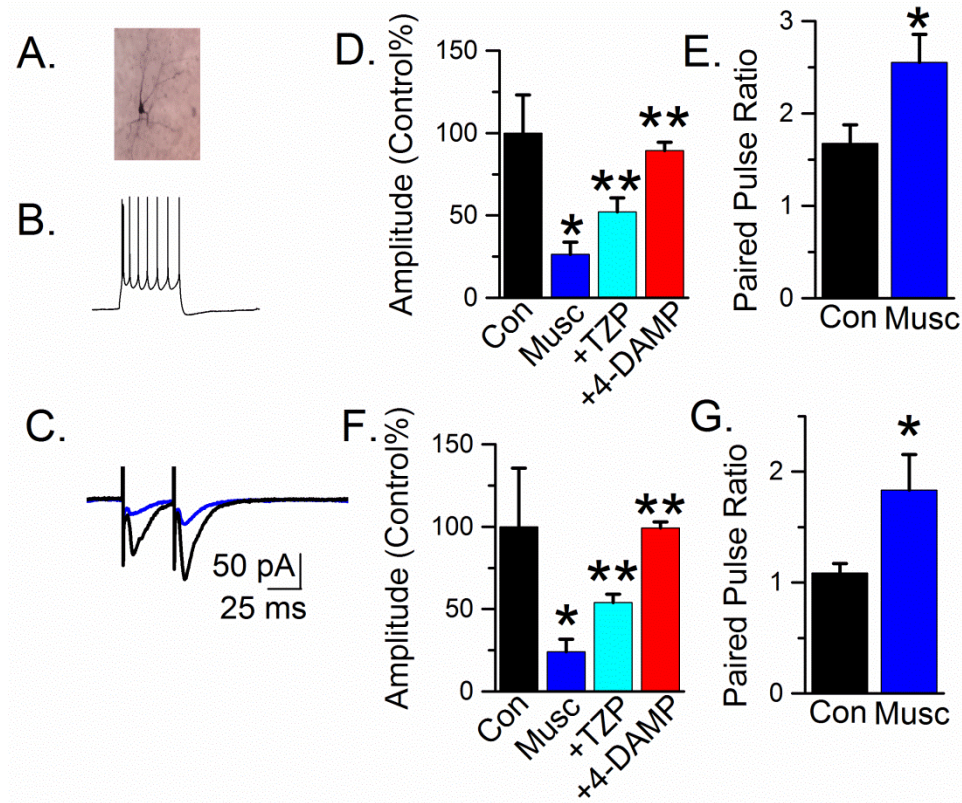 A.
B.
C.
50 pA
25 ms
D.
Amplitude (Control%)
150
100
50
0
*
**
**
Con
Musc
+TZP
+4-DAMP
E.
Paired Pulse Ratio
3
2
1
0
*
Con Musc
F.
Amplitude (Control%)
150
100
50
0
*
**
**
Con
Musc
+TZP
+4-DAMP
G.
Paired Pulse Ratio
2
1
0
*
Con Musc